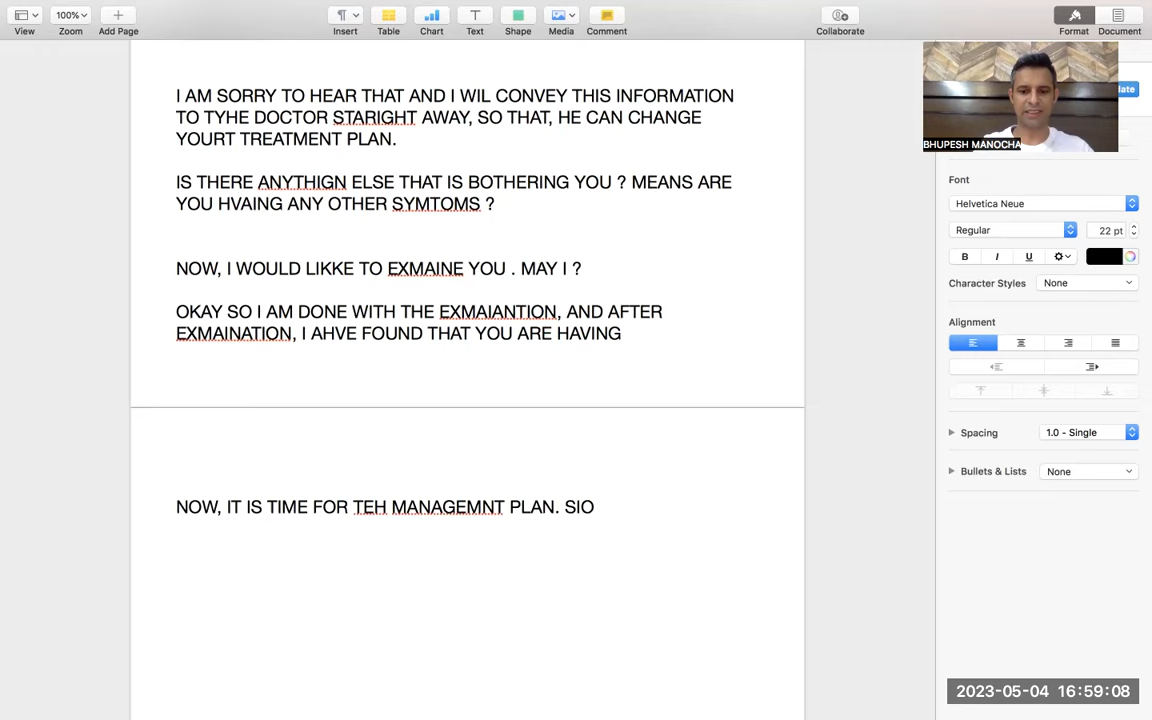 View
100%
Zoom
Add Page
Insert
Table
Chart
Text
Shape
Media
Comment
Collaborate
Format
Document
I AM SORRY TO HEAR THAT AND I WIL CONVEY THIS INFORMATION
TO TYHE DOCTOR STARIGHT AWAY, SO THAT, HE CAN CHANGE
YOURT TREATMENT PLAN.
IS THERE ANYTHIGN ELSE THAT IS BOTHERING YOU ? MEANS ARE
YOU HVAING ANY OTHER SYMTOMS ?
NOW, I WOULD LIKKE TO EXMAINE YOU . MAY I ?
OKAY SO I AM DONE WITH THE EXMAIANTION, AND AFTER
EXMAINATION, I AHVE FOUND THAT YOU ARE HAVING
NOW, IT IS TIME FOR TEH MANAGEMNT PLAN. SIO
BHUPESH MANOCHA
Font
Helvetica Neue
Regular
22 pt
B I U
Character Styles
None
Alignment
Spacing
1.0 - Single
Bullets & Lists
None
2023-05-04 16:59:08